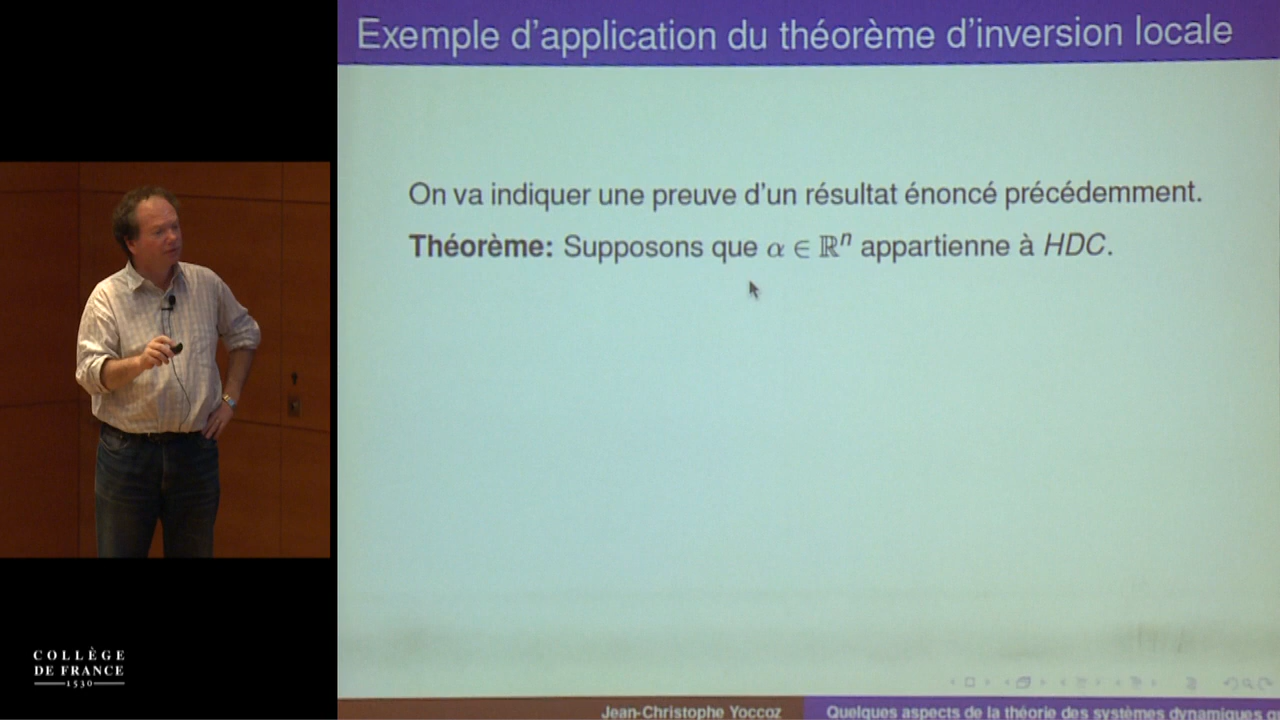 Exemple d'application du théorème d'inversion locale
On va indiquer une preuve d'un résultat énoncé précédemment.
Théorème: Supposons que α ∈ ℝⁿ appartienne à HDC.
COLLÈGE
DE FRANCE
1530
Jean-Christophe Yoccoz
Quelques aspects de la théorie des systèmes dynamiques